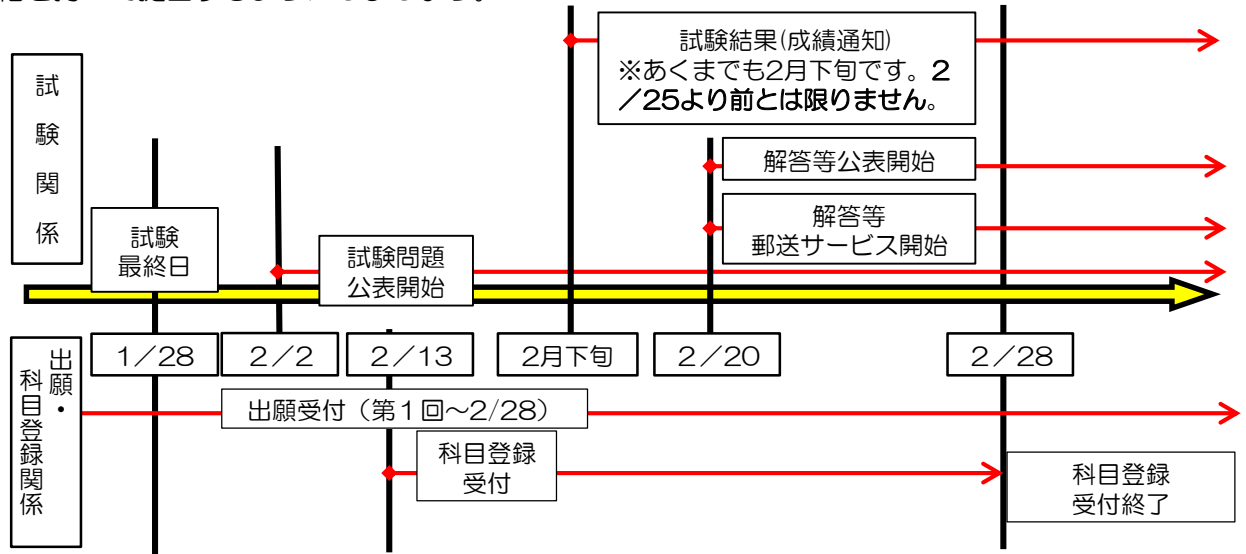 試験関係
試験結果(成績通知)
※あくまでも2月下旬です。2
／25より前とは限りません。
解答等公表開始
解答等
郵送サービス開始
試験
最終日
試験問題
公表開始
1／28
2／2
2／13
2月下旬
2／20
2／28
出願・
科目登録関係
出願受付（第１回～2/28）
科目登録
受付
科目登録
受付終了